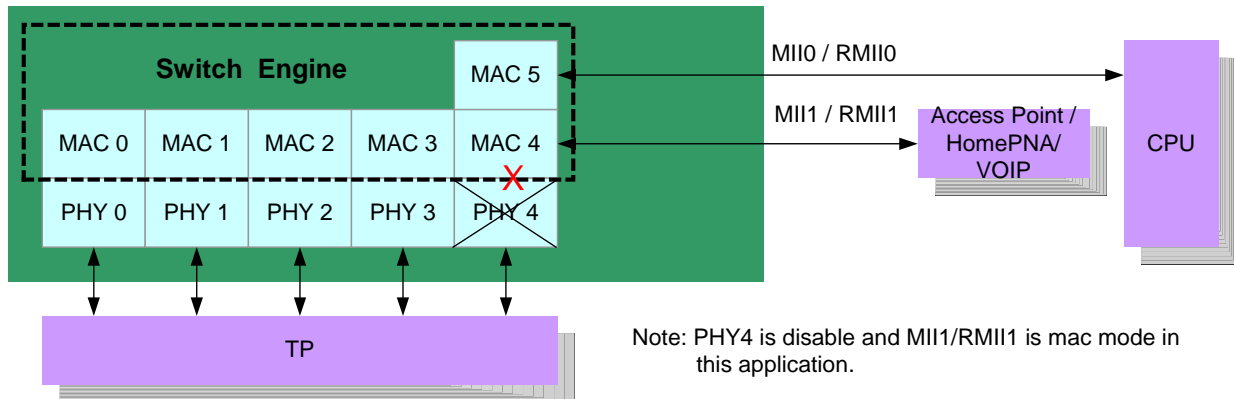 Switch Engine
MAC 5
MII0 / RMII0
MAC 0
MAC 1
MAC 2
MAC 3
MAC 4
MII1 / RMII1
Access Point /
HomePNA/
VOIP
CPU
X
PHY 0
PHY 1
PHY 2
PHY 3
PHY 4
TP
Note: PHY4 is disable and MII1/RMII1 is mac mode in
this application.